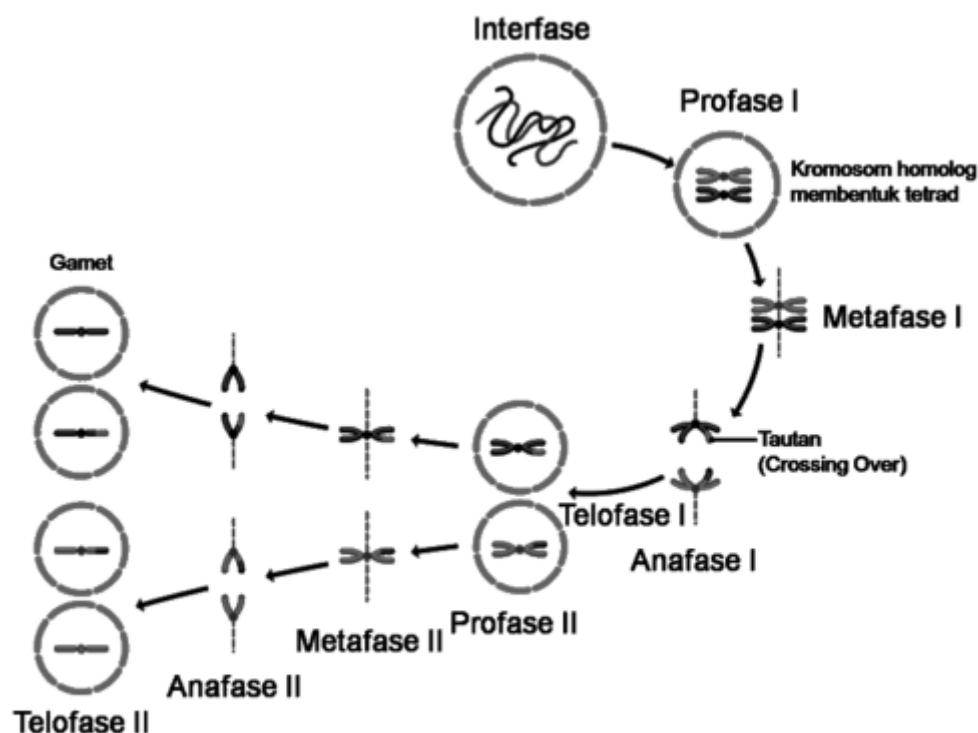 Interfase
Profase I
Kromosom homolog
membentuk tetrad
Metafase I
Tautan
(Crossing Over)
Anafase I
Telofase I
Profase II
Metafase II
Anafase II
Gamet
Telofase II